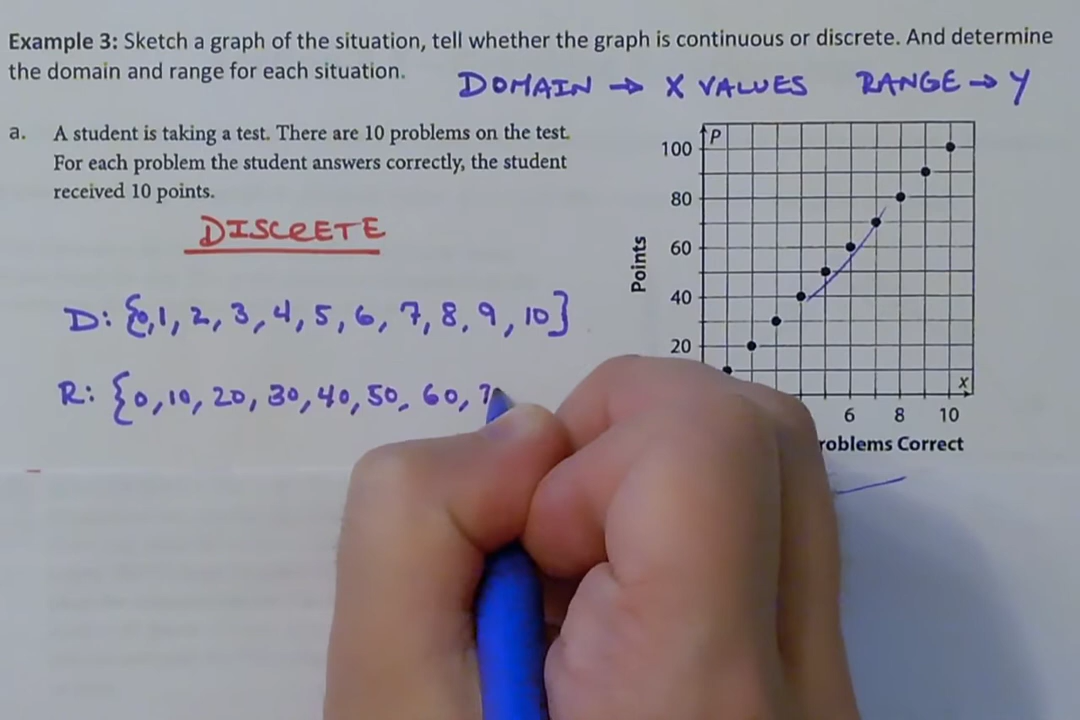 Example 3: Sketch a graph of the situation, tell whether the graph is continuous or discrete. And determine
the domain and range for each situation.
DOMAIN → X VALUES RANGE → Y
a. A student is taking a test. There are 10 problems on the test.
For each problem the student answers correctly, the student
received 10 points.
DISCRETE
D: {0, 1, 2, 3, 4, 5, 6, 7, 8, 9, 10}
R: {0, 10, 20, 30, 40, 50, 60, 7
P
100
80
60
40
20
Points
x
6 8 10
roblems Correct